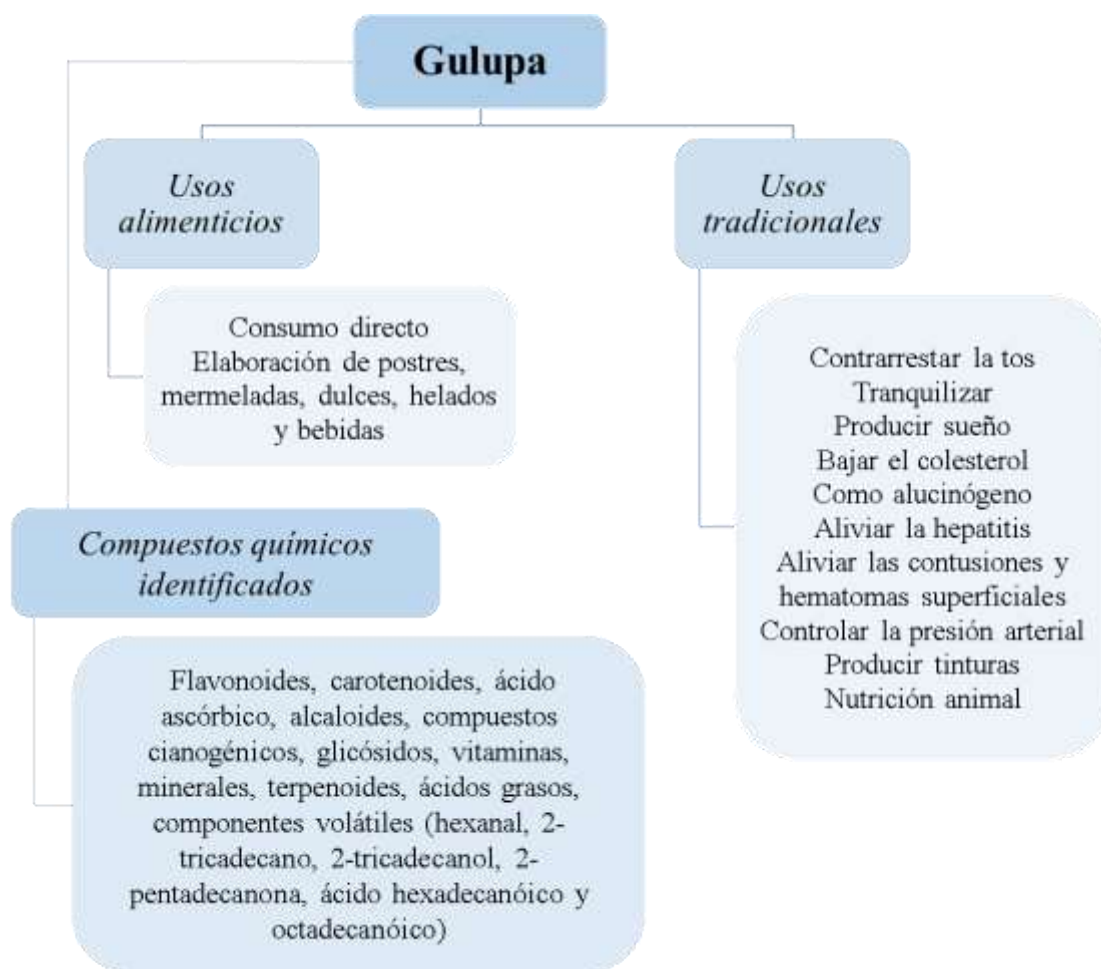 Gulupa
Usos
alimenticios
Consumo directo
Elaboración de postres,
mermeladas, dulces, helados
y bebidas
Usos
tradicionales
Contrarrestar la tos
Tranquilizar
Producir sueño
Bajar el colesterol
Como alucinógeno
Aliviar la hepatitis
Aliviar las contusiones y
hematomas superficiales
Controlar la presión arterial
Producir tinturas
Nutrición animal
Compuestos químicos
identificados
Flavonoides, carotenoides, ácido
ascórbico, alcaloides, compuestos
cianogénicos, glicósidos, vitaminas,
minerales, terpenoides, ácidos grasos,
componentes volátiles (hexanal, 2-
tricadecano, 2-tricadecanol, 2-
pentadecanona, ácido hexadecanóico y
octadecanóico)